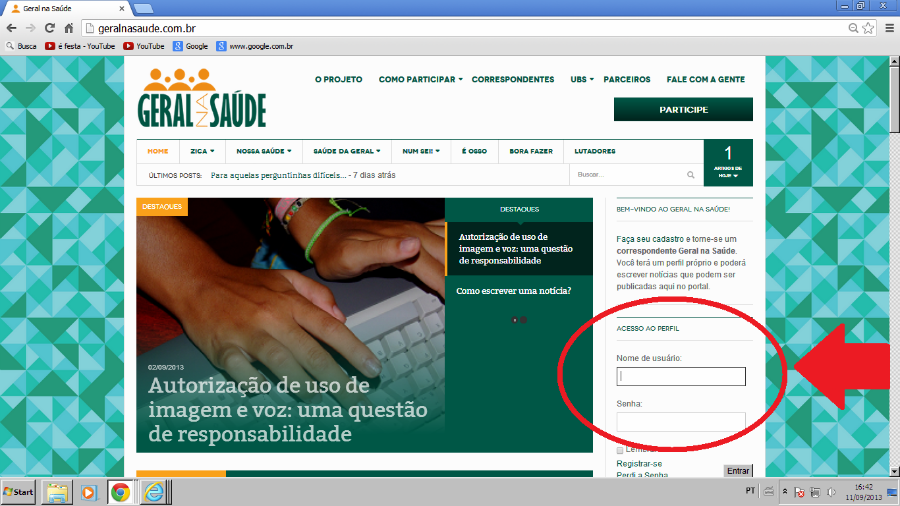 Geral na Saúde
geralnasaude.com.br
Busca é festa - YouTube YouTube Google www.google.com.br
GERAL NA SAÚDE
O PROJETO COMO PARTICIPAR CORRESPONDENTES UBS PARCEIROS FALE COM A GENTE
PARTICIPE
HOME ZICA NOSSA SAÚDE SAÚDE DA GERAL NUM SEI! É OSSO BORA FAZER LUTADORES
1
ARTIGOS DE
HOJE
ÚLTIMOS POSTS: Para aquelas perguntinhas difíceis... - 7 dias atrás
Buscar...
DESTAQUES
02/09/2013
Autorização de uso de
imagem e voz: uma questão
de responsabilidade
DESTAQUES
Autorização de uso de
imagem e voz: uma questão
de responsabilidade
Como escrever uma notícia?
BEM-VINDO AO GERAL NA SAÚDE!
Faça seu cadastro e torne-se um
correspondente Geral na Saúde.
Você terá um perfil próprio e poderá
escrever notícias que podem ser
publicadas aqui no portal.
ACESSO AO PERFIL
Nome de usuário:
Senha:
Registrar-se
Perdi a Senha
Entrar
Start
PT
16:42
11/09/2013